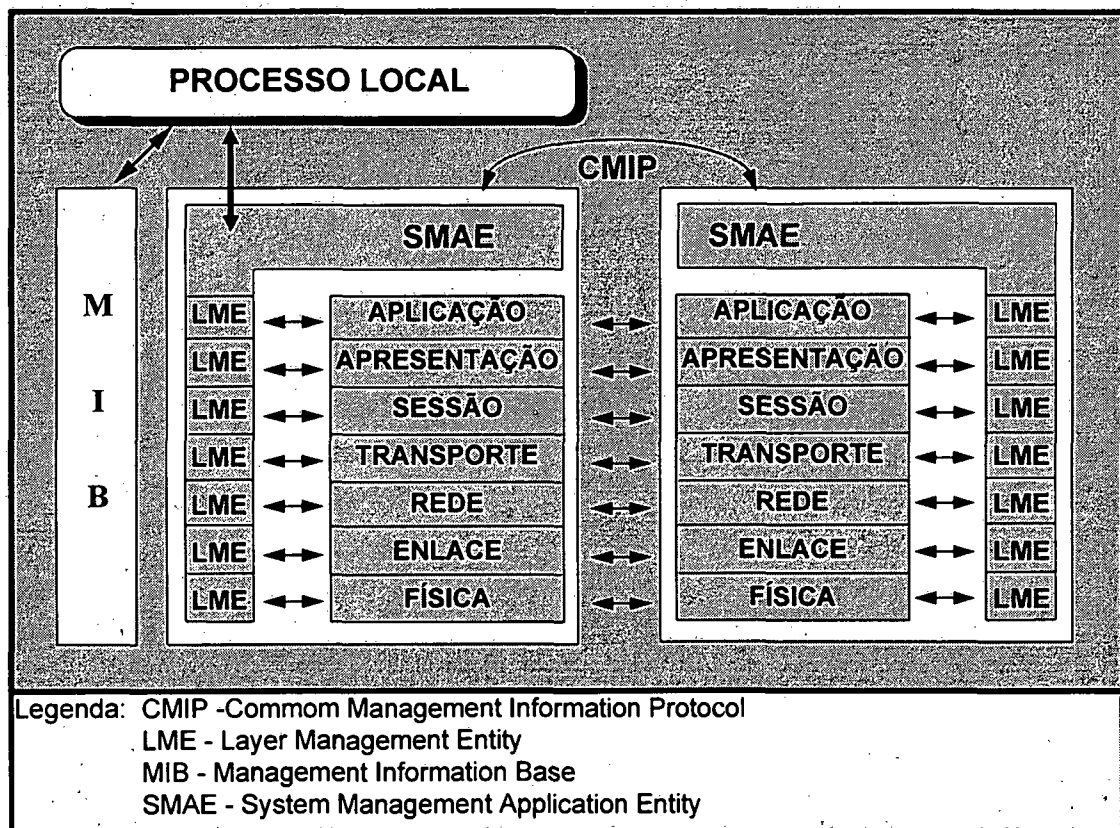 PROCESSO LOCAL
CMIP
SMAE
SMAE
M
I
B
LME APLICAÇÃO APLICAÇÃO LME
LME APRESENTAÇÃO APRESENTAÇÃO LME
LME SESSÃO SESSÃO LME
LME TRANSPORTE TRANSPORTE LME
LME REDE REDE LME
LME ENLACE ENLACE LME
LME FÍSICA FÍSICA LME
Legenda: CMIP -Commom Management Information Protocol
LME - Layer Management Entity
MIB - Management Information Base
SMAE - System Management Application Entity